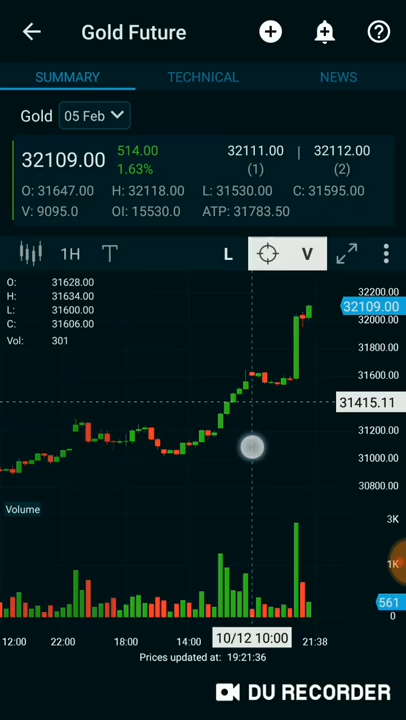 Gold Future
SUMMARY TECHNICAL NEWS
Gold 05 Feb
32109.00 514.00 1.63% 32111.00 (1) | 32112.00 (2)
O: 31647.00 H: 32118.00 L: 31530.00 C: 31595.00
V: 9095.0 OI: 15530.0 ATP: 31783.50
1H T L V
O: 31628.00
H: 31634.00
L: 31600.00
C: 31606.00
Vol: 301
32200.00
32109.00
32000.00
31800.00
31600.00
31415.11
31200.00
31000.00
30800.00
Volume
3K
1K
561
0
12:00 22:00 18:00 14:00 10/12 10:00 21:38
Prices updated at: 19:21:36
DU RECORDER